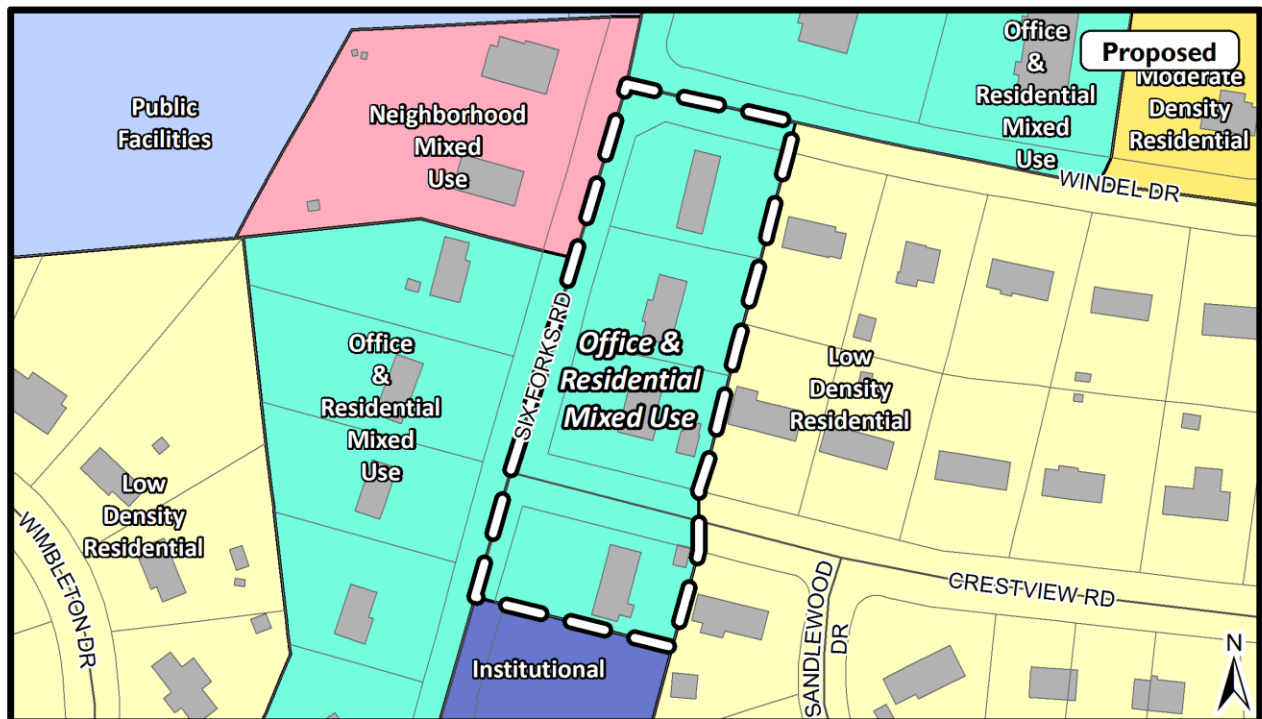 Proposed
Public
Facilities
Neighborhood
Mixed
Use
Office
&
Residential
Mixed
Use
Moderate
Density
Residential
WINDEL DR
SIX FORKS RD
Office &
Residential
Mixed Use
Office
&
Residential
Mixed
Use
Low
Density
Residential
Low
Density
Residential
WIMBLETON DR
CRESTVIEW RD
SANDLEWOOD
DR
Institutional
N